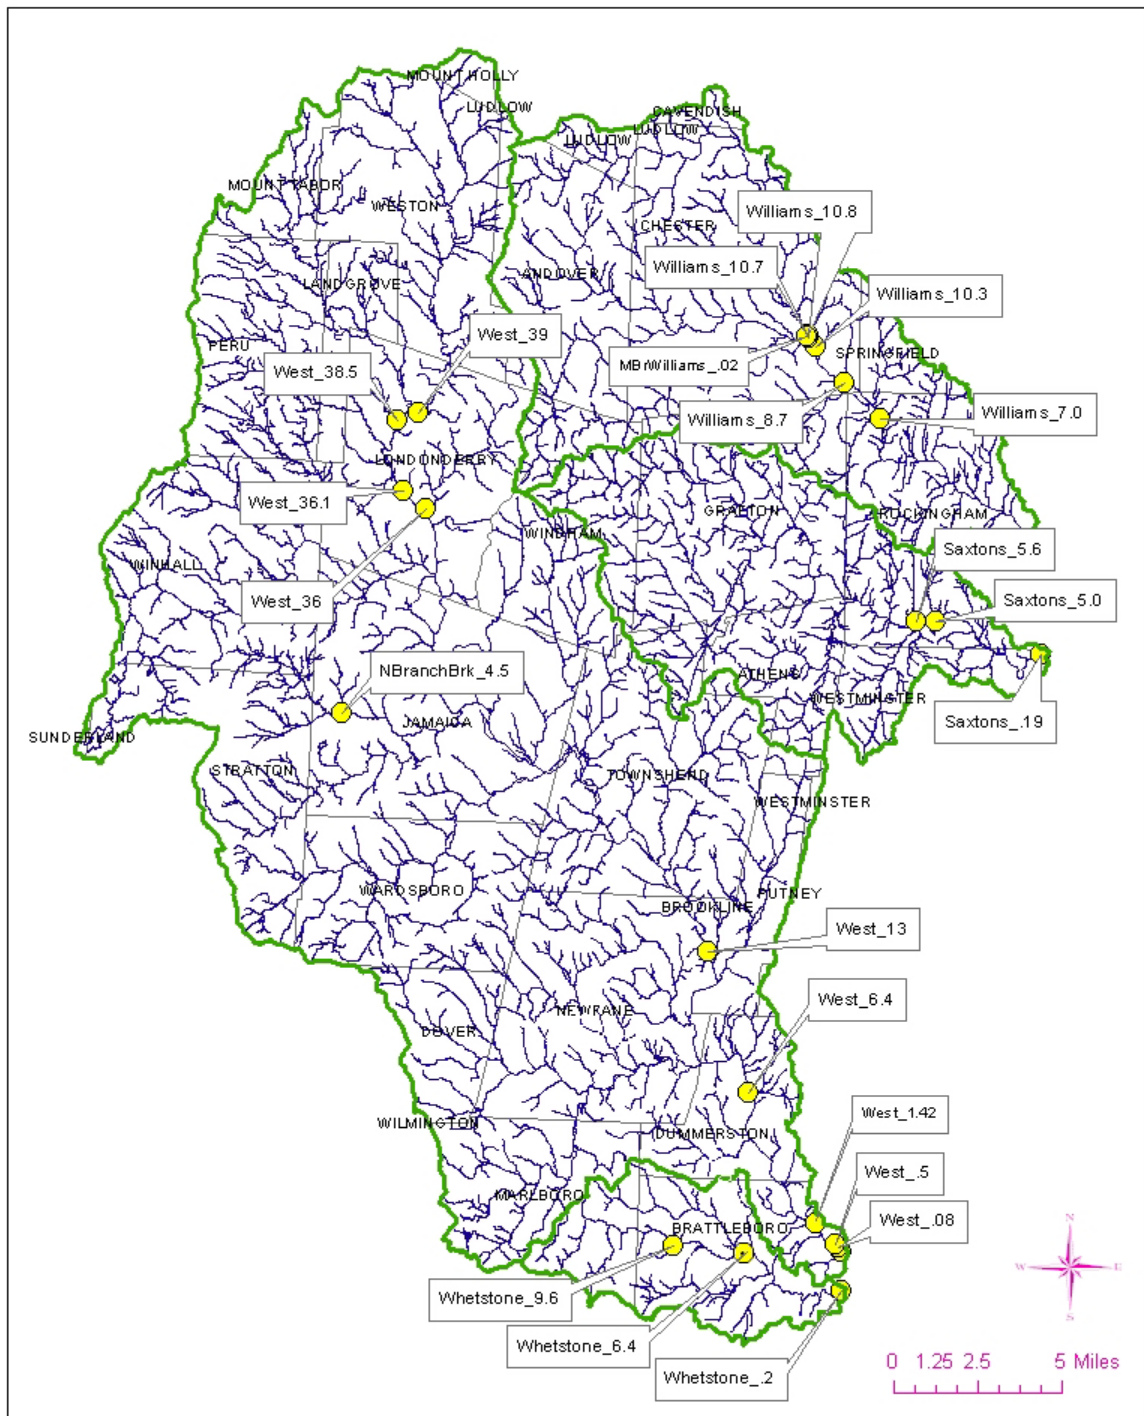 MOUNT HOLLY
LUDLOW
CAVENDISH
LUDLOW
LUDLOW
MOUNT TABOR
WESTON
Williams_10.8
CHESTER
Williams_10.7
ANDOVER
LANDGROVE
Williams_10.3
West_39
PERU
SPRINGFIELD
MBrWilliams_.02
West_38.5
Williams_8.7
Williams_7.0
LONDONDERRY
West_36.1
GRAFTON
ROCKINGHAM
WINDHAM
Saxtons_5.6
WINHALL
West_36
Saxtons_5.0
NBranchBrk_4.5
ATHENS
WESTMINSTER
JAMAICA
Saxtons_.19
SUNDERLAND
STRATTON
TOWNSHEND
WESTMINSTER
WARDSBORO
PUTNEY
BROOKLINE
West_13
West_6.4
NEWFANE
DOVER
West_1.42
WILMINGTON
DUMMERSTON
West_.5
MARLBORO
West_.08
BRATTLEBORO
N
W E
S
Whetstone_9.6
Whetstone_6.4
Whetstone_.2
0 1.25 2.5 5 Miles